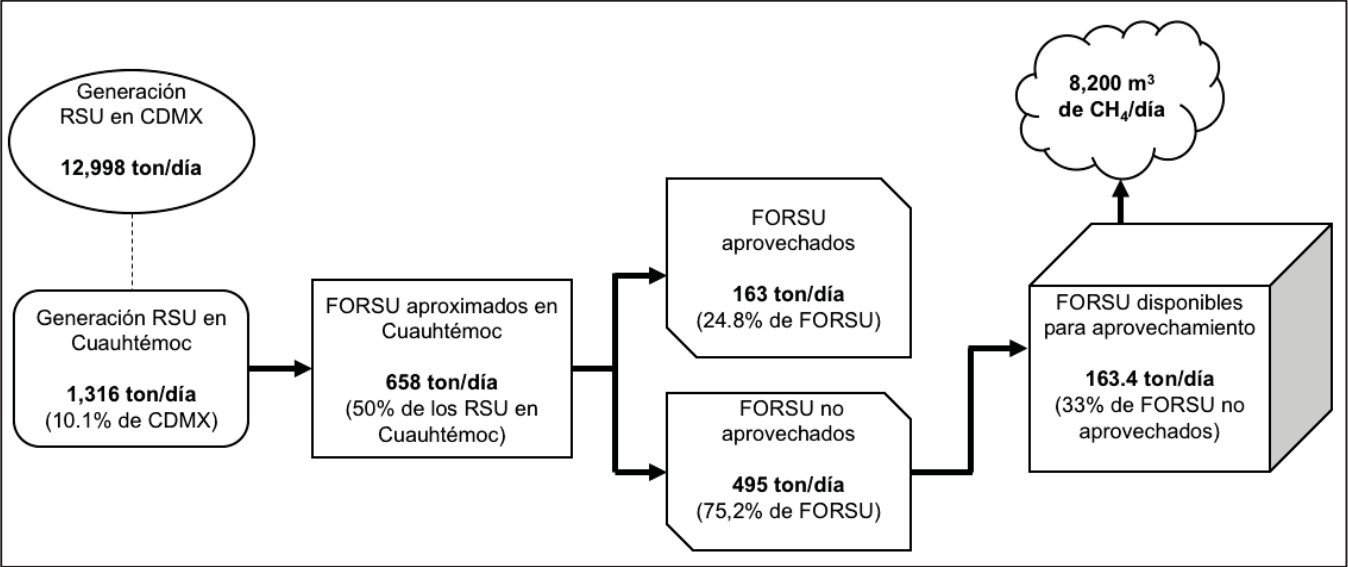 Generación
RSU en CDMX
12,998 ton/día
Generación RSU en
Cuauhtémoc
1,316 ton/día
(10.1% de CDMX)
FORSU aproximados en
Cuauhtémoc
658 ton/día
(50% de los RSU en
Cuauhtémoc)
FORSU
aprovechados
163 ton/día
(24.8% de FORSU)
FORSU no
aprovechados
495 ton/día
(75,2% de FORSU)
8,200 m³
de CH₄/día
FORSU disponibles
para aprovechamiento
163.4 ton/día
(33% de FORSU no
aprovechados)